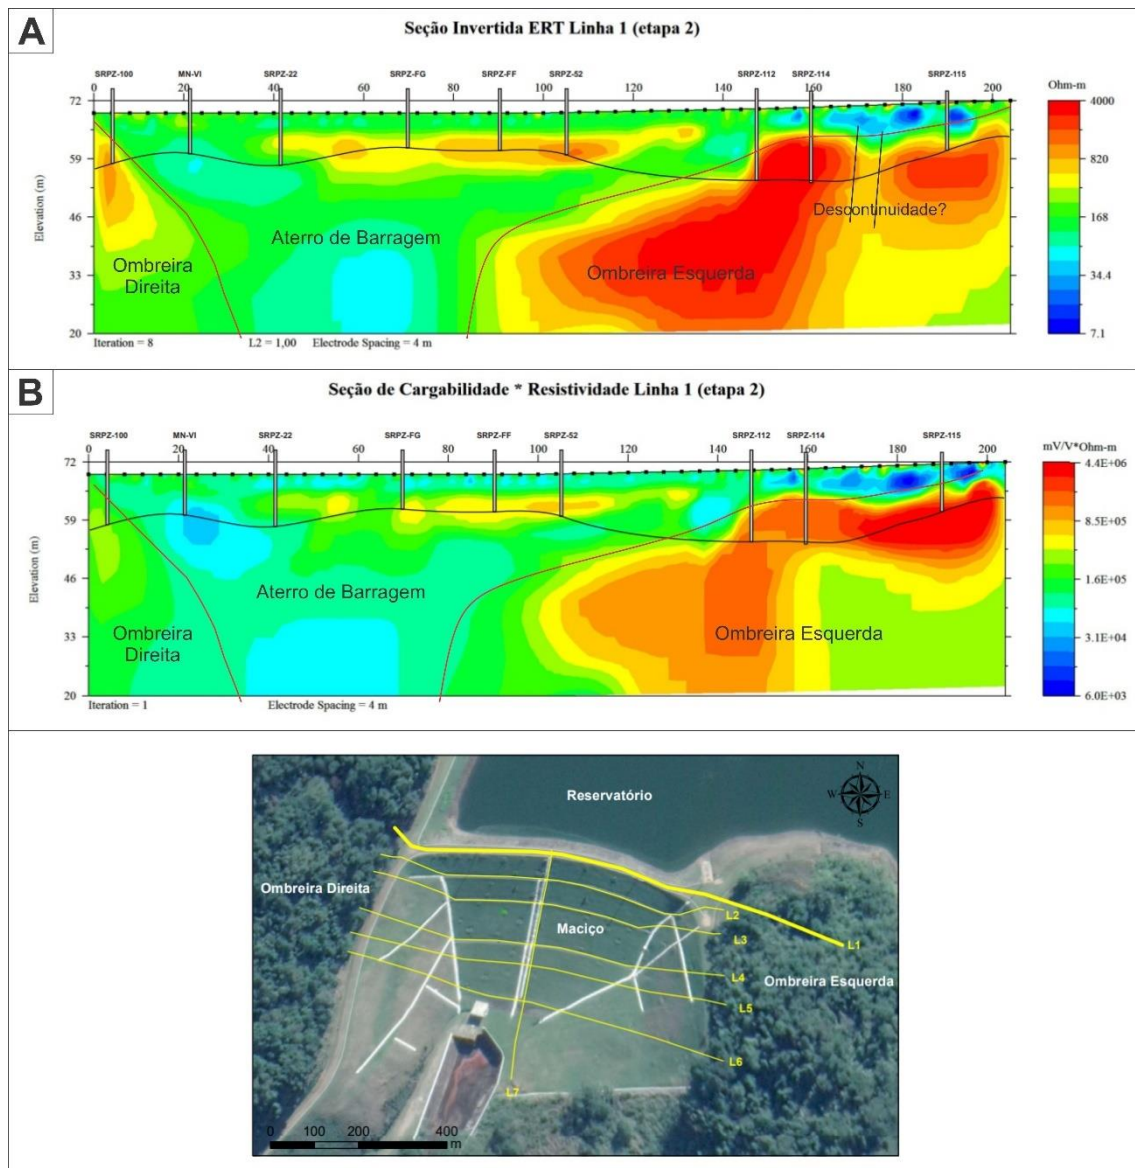 A
Seção Invertida ERT Linha 1 (etapa 2)
SRPZ-100 MN-VI SRPZ-22 SRPZ-FG SRPZ-FF SRPZ-52 SRPZ-112 SRPZ-114 SRPZ-115
0 20 40 60 80 100 120 140 160 180 200
Ohm-m
72
59
46
33
20
Elevation (m)
4000
820
168
34.4
7.1
Descontinuidade?
Aterro de Barragem
Ombreira
Direita
Ombreira Esquerda
Iteration = 8 L2 = 1,00 Electrode Spacing = 4 m
B
Seção de Cargabilidade * Resistividade Linha 1 (etapa 2)
SRPZ-100 MN-VI SRPZ-22 SRPZ-FG SRPZ-FF SRPZ-52 SRPZ-112 SRPZ-114 SRPZ-115
0 20 40 60 80 100 120 140 160 180 200
mV/V*Ohm-m
72
59
46
33
20
Elevation (m)
4.4E+06
8.5E+05
1.6E+05
3.1E+04
6.0E+03
Aterro de Barragem
Ombreira
Direita
Ombreira Esquerda
Iteration = 1 Electrode Spacing = 4 m
Reservatório
N
W E
S
Ombreira Direita
Maciço
L2
L3
L1
L4
Ombreira Esquerda
L5
L6
L7
0 100 200 400
m